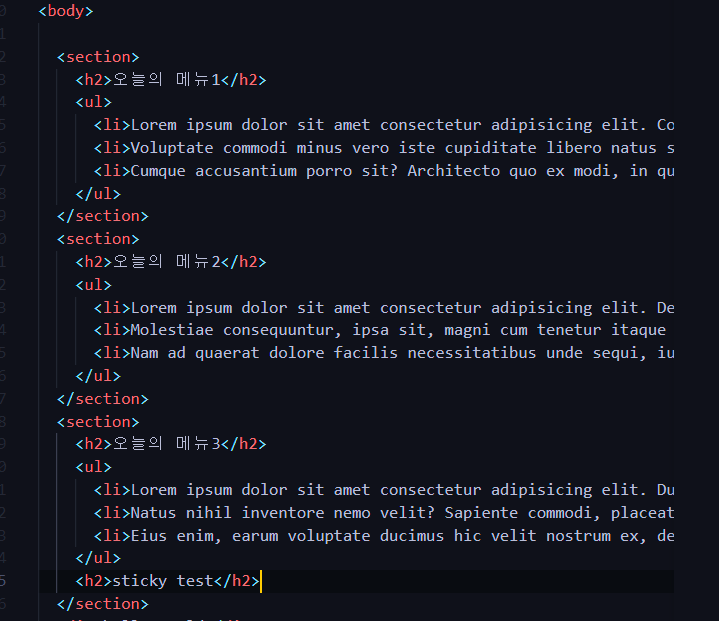 <body>
<section>
<h2>오늘의 메뉴1</h2>
<ul>
<li>Lorem ipsum dolor sit amet consectetur adipisicing elit. Co
<li>Voluptate commodi minus vero iste cupiditate libero natus s
<li>Cumque accusantium porro sit? Architecto quo ex modi, in qu
</ul>
</section>
<section>
<h2>오늘의 메뉴2</h2>
<ul>
<li>Lorem ipsum dolor sit amet consectetur adipisicing elit. De
<li>Molestiae consequuntur, ipsa sit, magni cum tenetur itaque
<li>Nam ad quaerat dolore facilis necessitatibus unde sequi, iu
</ul>
</section>
<section>
<h2>오늘의 메뉴3</h2>
<ul>
<li>Lorem ipsum dolor sit amet consectetur adipisicing elit. Du
<li>Natus nihil inventore nemo velit? Sapiente commodi, placeat
<li>Eius enim, earum voluptate ducimus hic velit nostrum ex, de
</ul>
<h2>sticky test</h2>
</section>